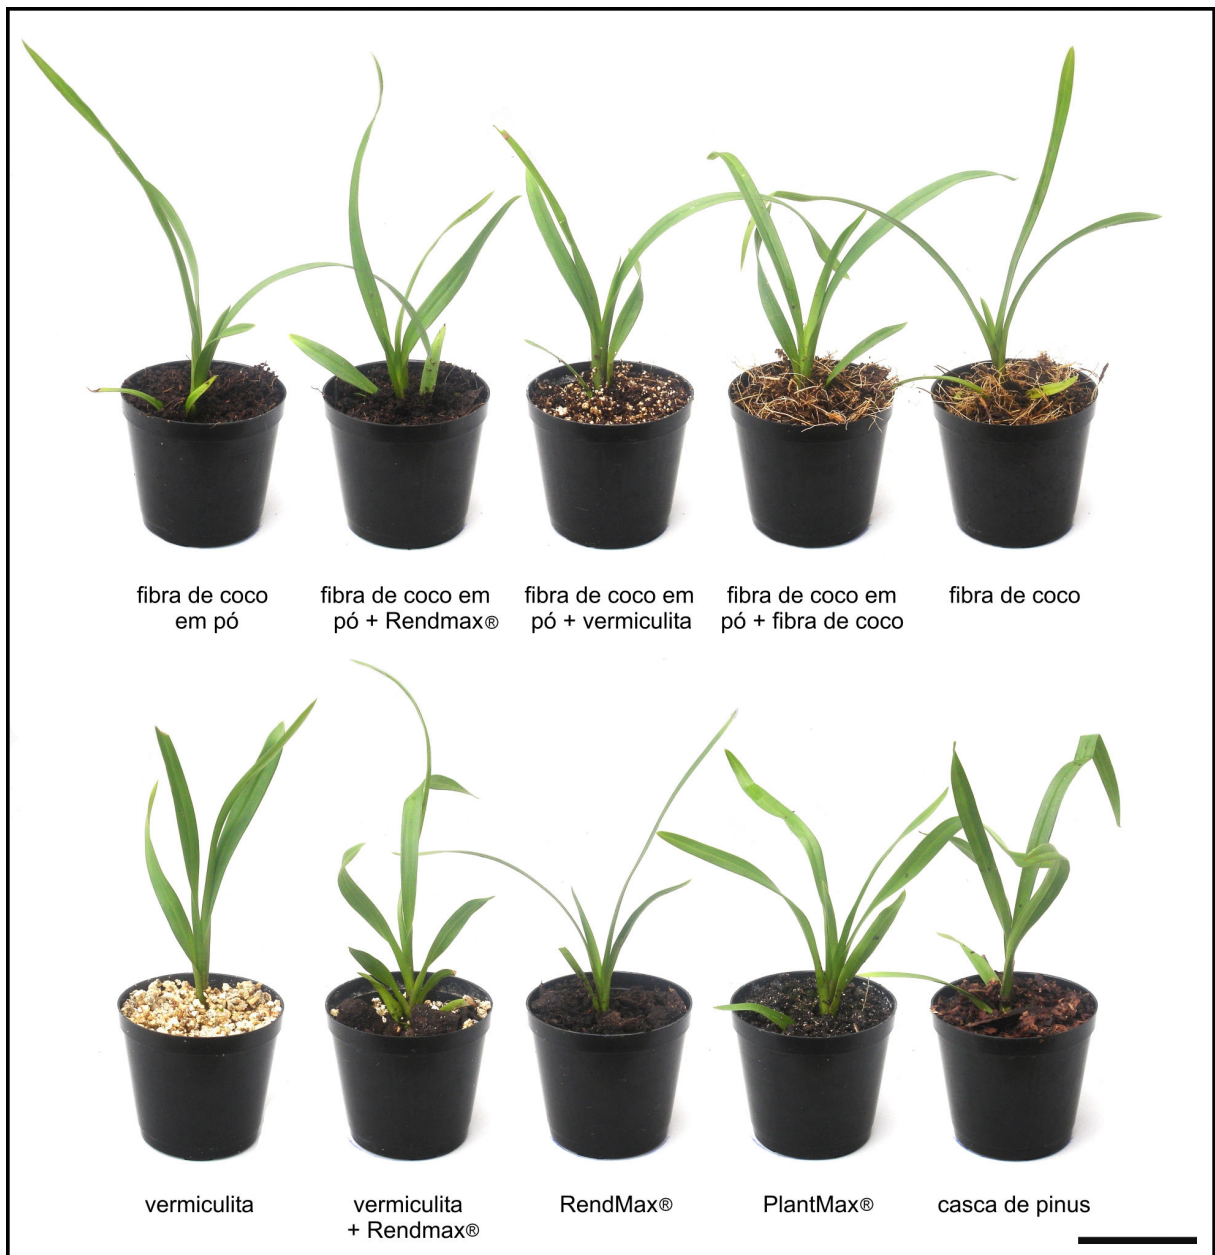 fibra de coco
em pó
fibra de coco em
pó + Rendmax®
fibra de coco em
pó + vermiculita
fibra de coco em
pó + fibra de coco
fibra de coco
vermiculita
vermiculita
+ Rendmax®
RendMax®
PlantMax®
casca de pinus